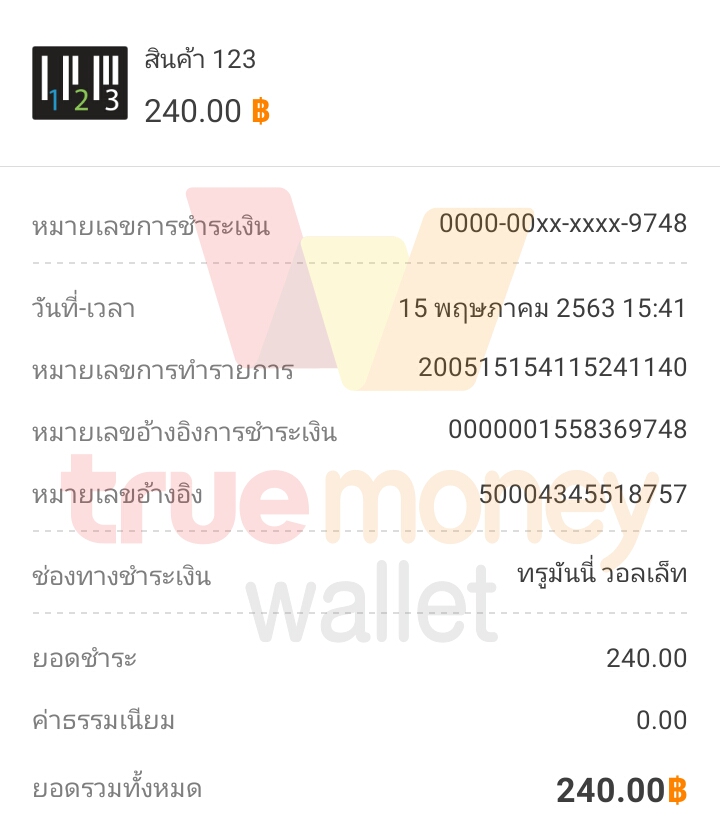 สินค้า 123
1 2 3
240.00 ฿
หมายเลขการชำระเงิน 0000-00xx-xxxx-9748
วันที่-เวลา 15 พฤษภาคม 2563 15:41
หมายเลขการทำรายการ 200515154115241140
หมายเลขอ้างอิงการชำระเงิน 0000001558369748
หมายเลขอ้างอิง 50004345518757
truemoney
ช่องทางชำระเงิน ทรูมันนี่ วอลเล็ท
wallet
ยอดชำระ 240.00
ค่าธรรมเนียม 0.00
ยอดรวมทั้งหมด 240.00฿